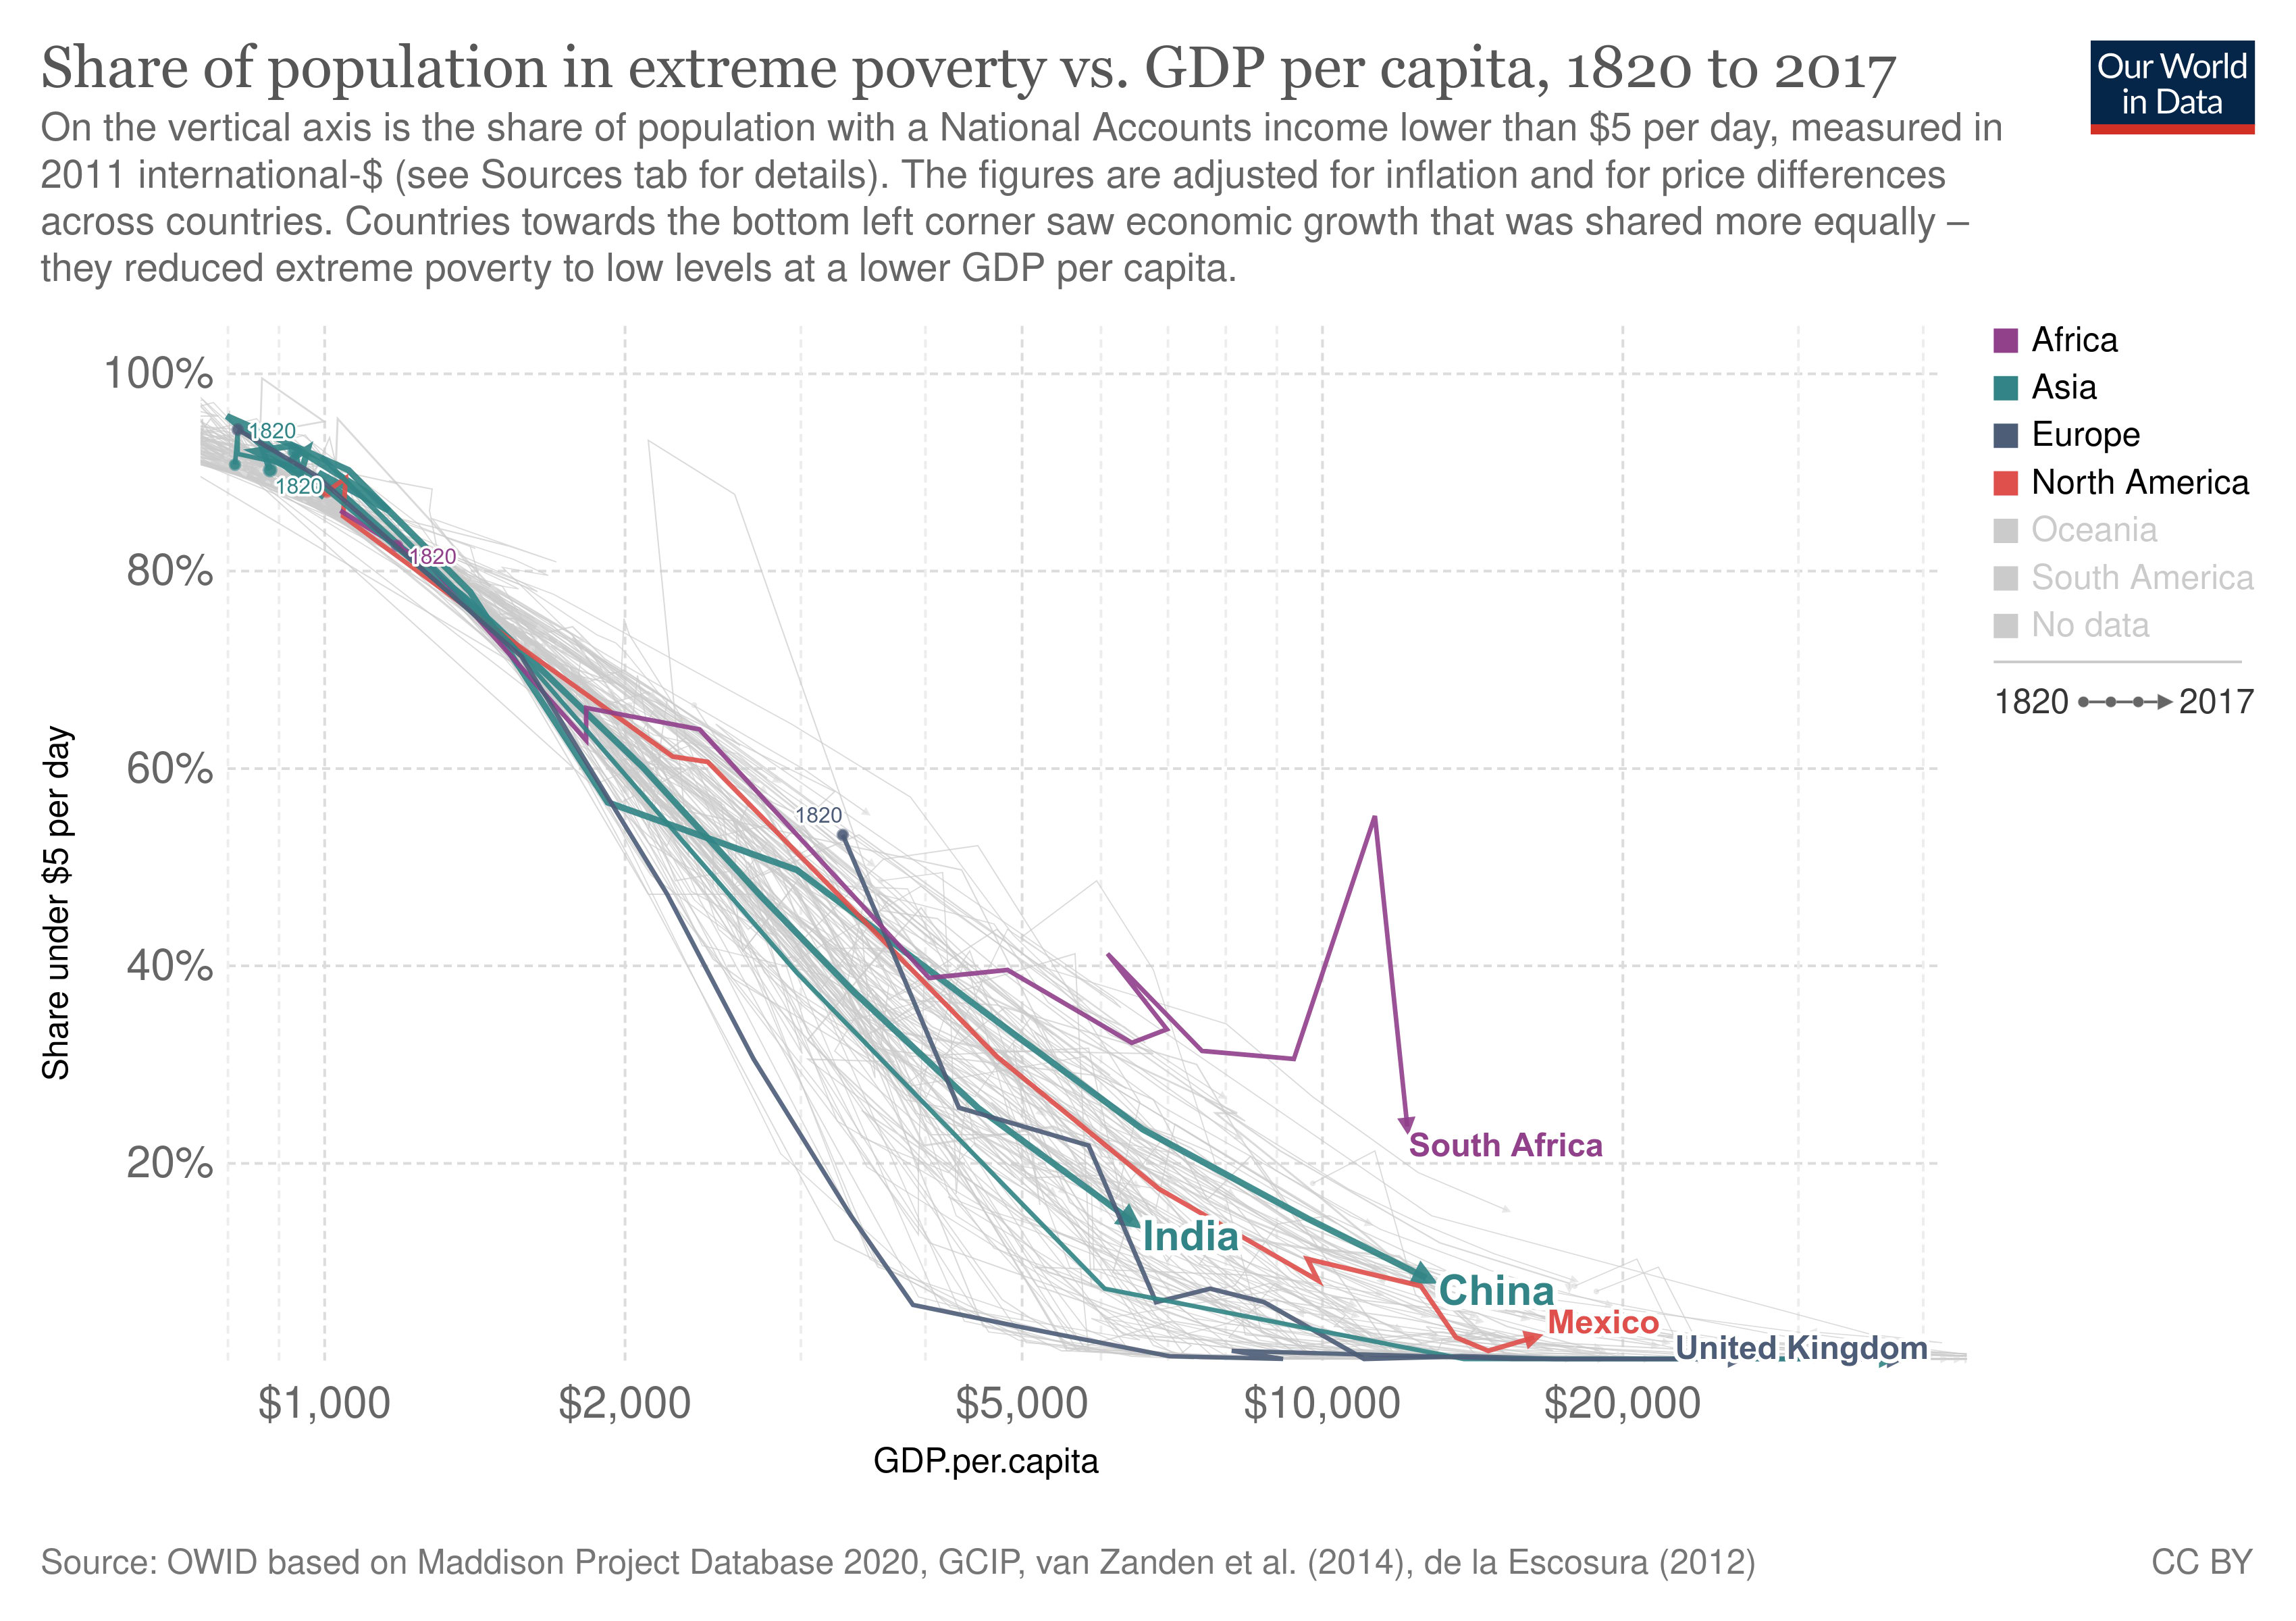 Share of population in extreme poverty vs. GDP per capita, 1820 to 2017
Our World
in Data
On the vertical axis is the share of population with a National Accounts income lower than $5 per day, measured in
2011 international-$ (see Sources tab for details). The figures are adjusted for inflation and for price differences
across countries. Countries towards the bottom left corner saw economic growth that was shared more equally –
they reduced extreme poverty to low levels at a lower GDP per capita.
100%
80%
60%
40%
20%
Share under $5 per day
1820
1820
1820
1820
South Africa
India
China
Mexico
United Kingdom
Africa
Asia
Europe
North America
Oceania
South America
No data
1820 2017
$1,000
$2,000
$5,000
$10,000
$20,000
GDP.per.capita
Source: OWID based on Maddison Project Database 2020, GCIP, van Zanden et al. (2014), de la Escosura (2012)
CC BY